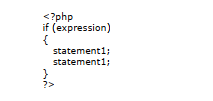 <?php
if (expression)
{
statement1;
statement1;
}
?>